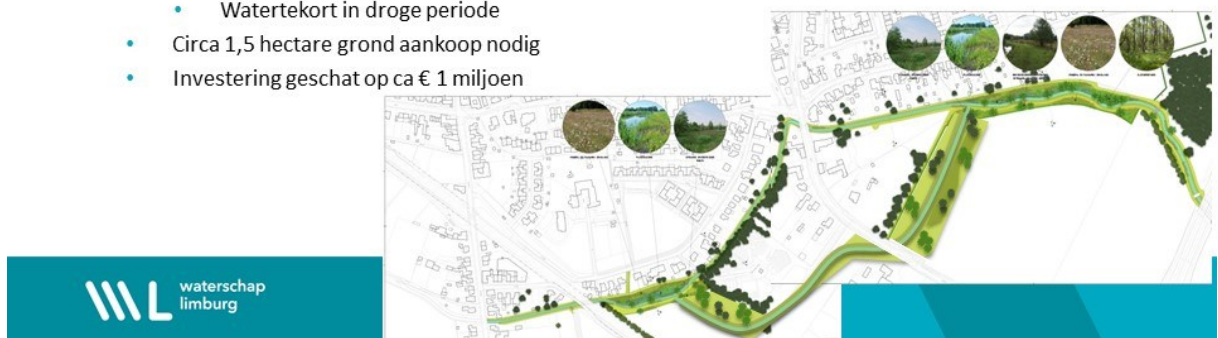 Watertekort in droge periode
Circa 1,5 hectare grond aankoop nodig
Investering geschat op ca € 1 miljoen
waterschap
limburg